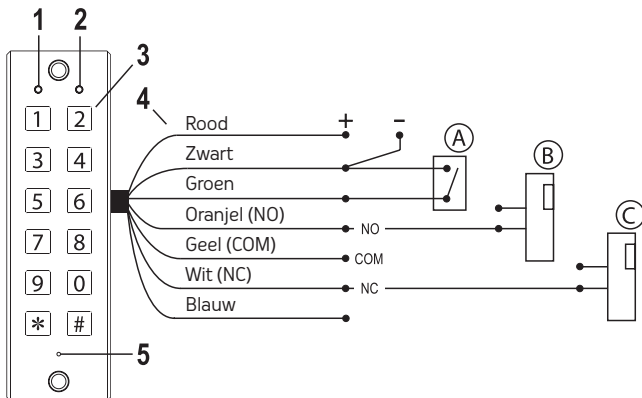 1 2
3
4
1 2
3 4
5 6
7 8
9 0
* #
5
Rood
Zwart
Groen
Oranjel (NO)
Geel (COM)
Wit (NC)
Blauw
+ −
NO
COM
NC
A
B
C